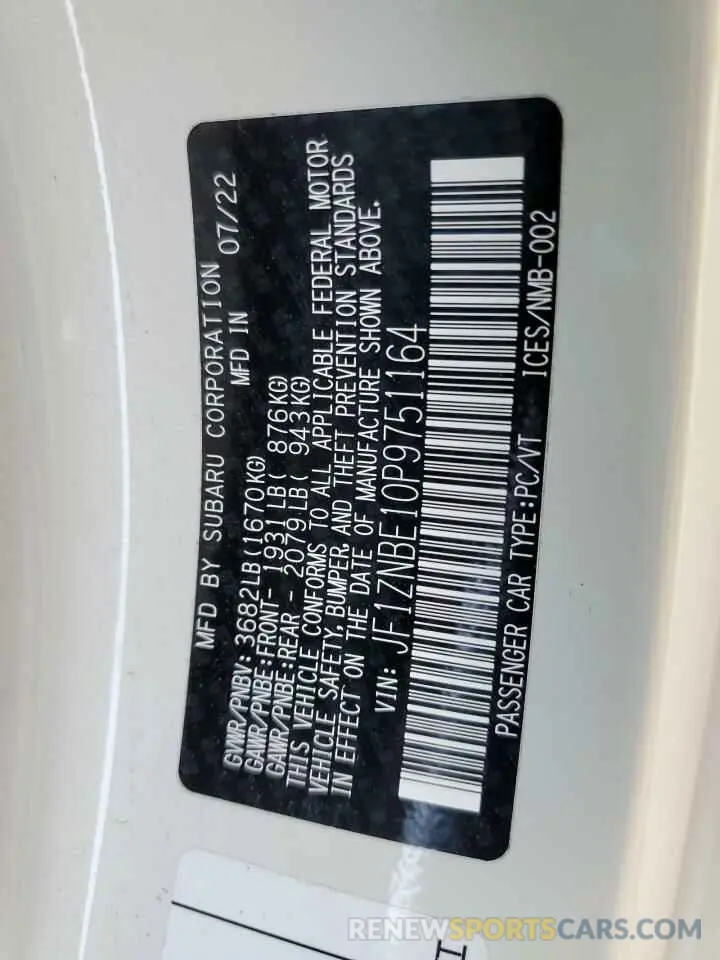 MFD BY SUBARU CORPORATION
MFD IN 07/22
GVWR/PNBV: 3682LB(1670KG)
GAWR/PNBE:FRONT- 1931LB( 876KG)
GAWR/PNBE:REAR - 2079LB( 943KG)
THIS VEHICLE CONFORMS TO ALL APPLICABLE FEDERAL MOTOR
VEHICLE SAFETY, BUMPER, AND THEFT PREVENTION STANDARDS
IN EFFECT ON THE DATE OF MANUFACTURE SHOWN ABOVE.
VIN: JF1ZNBE10P9751164
PASSENGER CAR TYPE:PC/VT ICES/NMB-002
RENEWSPORTSCARS.COM